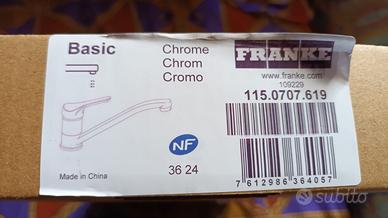 Basic
Chrome
Chrom
Cromo
FRANKE
www.franke.com
109229
115.0707.619
NF
36 24
Made in China
7 612986 364057
subito